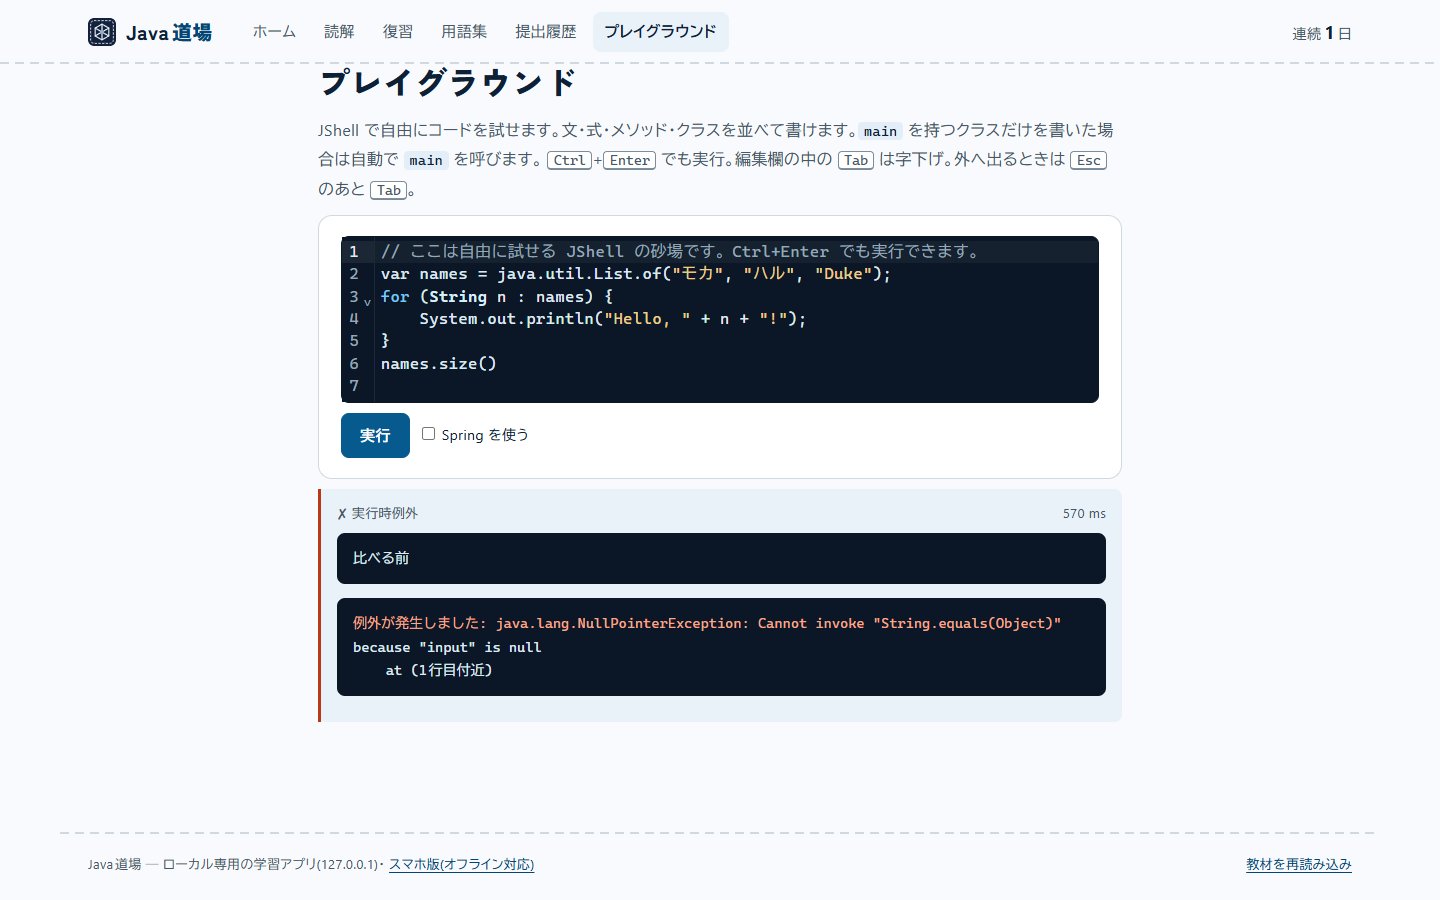 Java道場
ホーム 読解 復習 用語集 提出履歴 プレイグラウンド
連続 1 日
プレイグラウンド
JShell で自由にコードを試せます。文・式・メソッド・クラスを並べて書けます。 main を持つクラスだけを書いた場
合は自動で main を呼びます。 Ctrl+Enter でも実行。編集欄の中の Tab は字下げ。外へ出るときは Esc
のあと Tab。
1 // ここは自由に試せる JShell の砂場です。Ctrl+Enter でも実行できます。
2 var names = java.util.List.of("モカ", "ハル", "Duke");
3 for (String n : names) {
4     System.out.println("Hello, " + n + "!");
5 }
6 names.size()
7
実行 Spring を使う
✗ 実行時例外 570 ms
比べる前
例外が発生しました: java.lang.NullPointerException: Cannot invoke "String.equals(Object)"
because "input" is null
    at (1行目付近)
Java道場 — ローカル専用の学習アプリ(127.0.0.1)・ スマホ版(オフライン対応) 教材を再読み込み